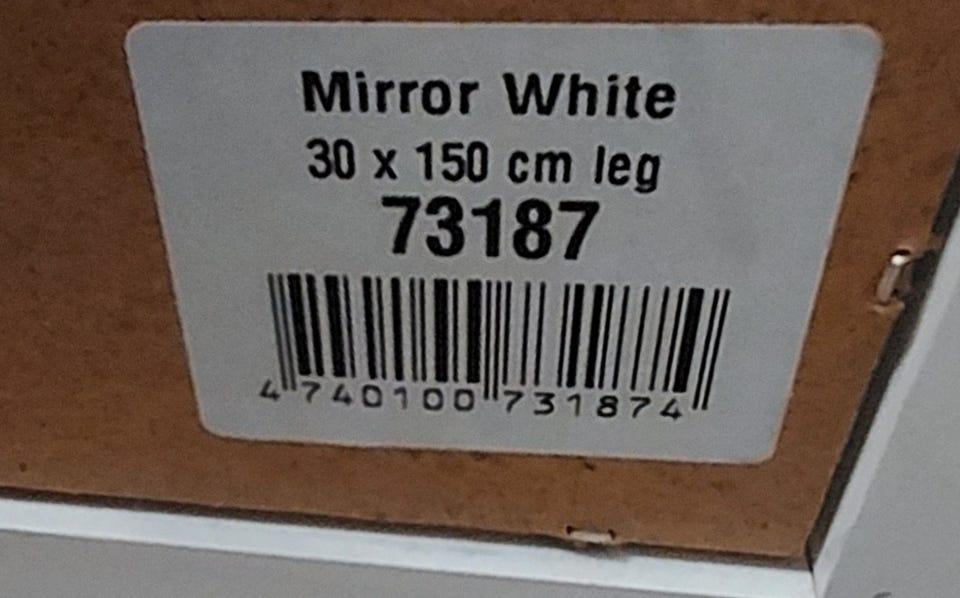 Mirror White
30 x 150 cm leg
73187
4 740100 731874